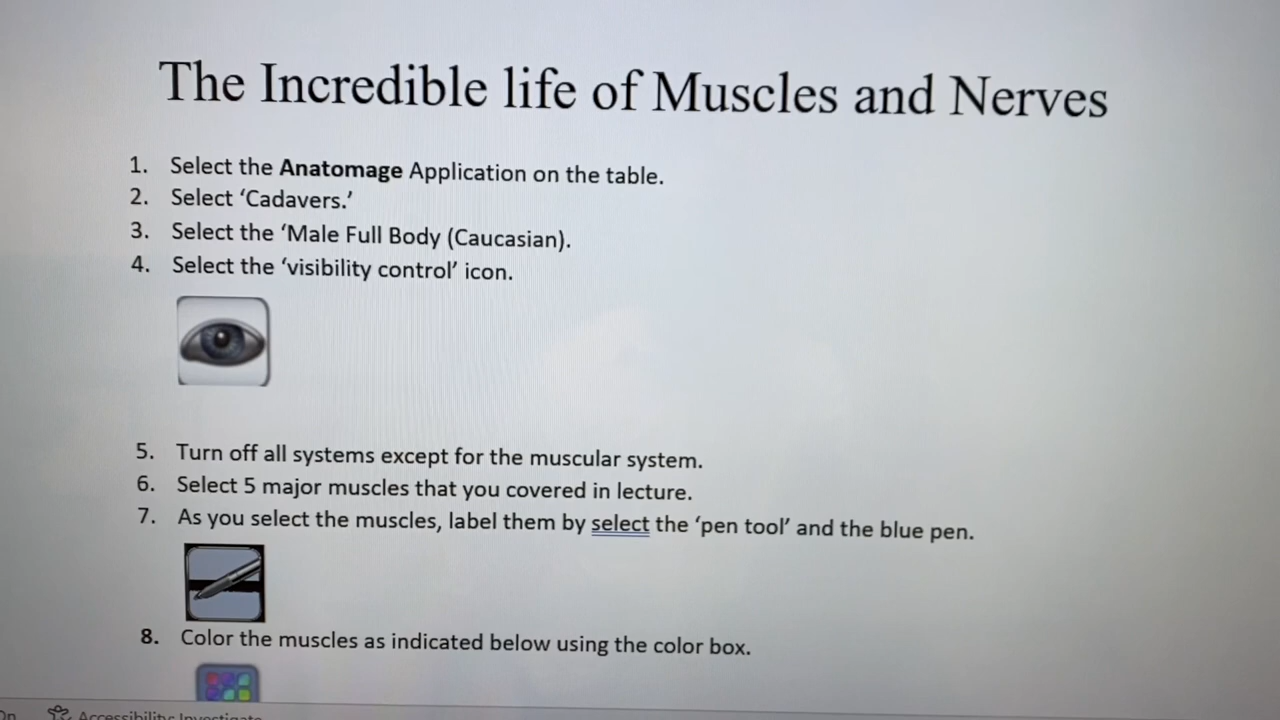 The Incredible life of Muscles and Nerves
1. Select the Anatomage Application on the table.
2. Select ‘Cadavers.’
3. Select the ‘Male Full Body (Caucasian).
4. Select the ‘visibility control’ icon.
5. Turn off all systems except for the muscular system.
6. Select 5 major muscles that you covered in lecture.
7. As you select the muscles, label them by select the ‘pen tool’ and the blue pen.
8. Color the muscles as indicated below using the color box.
Accessibility: Investigate